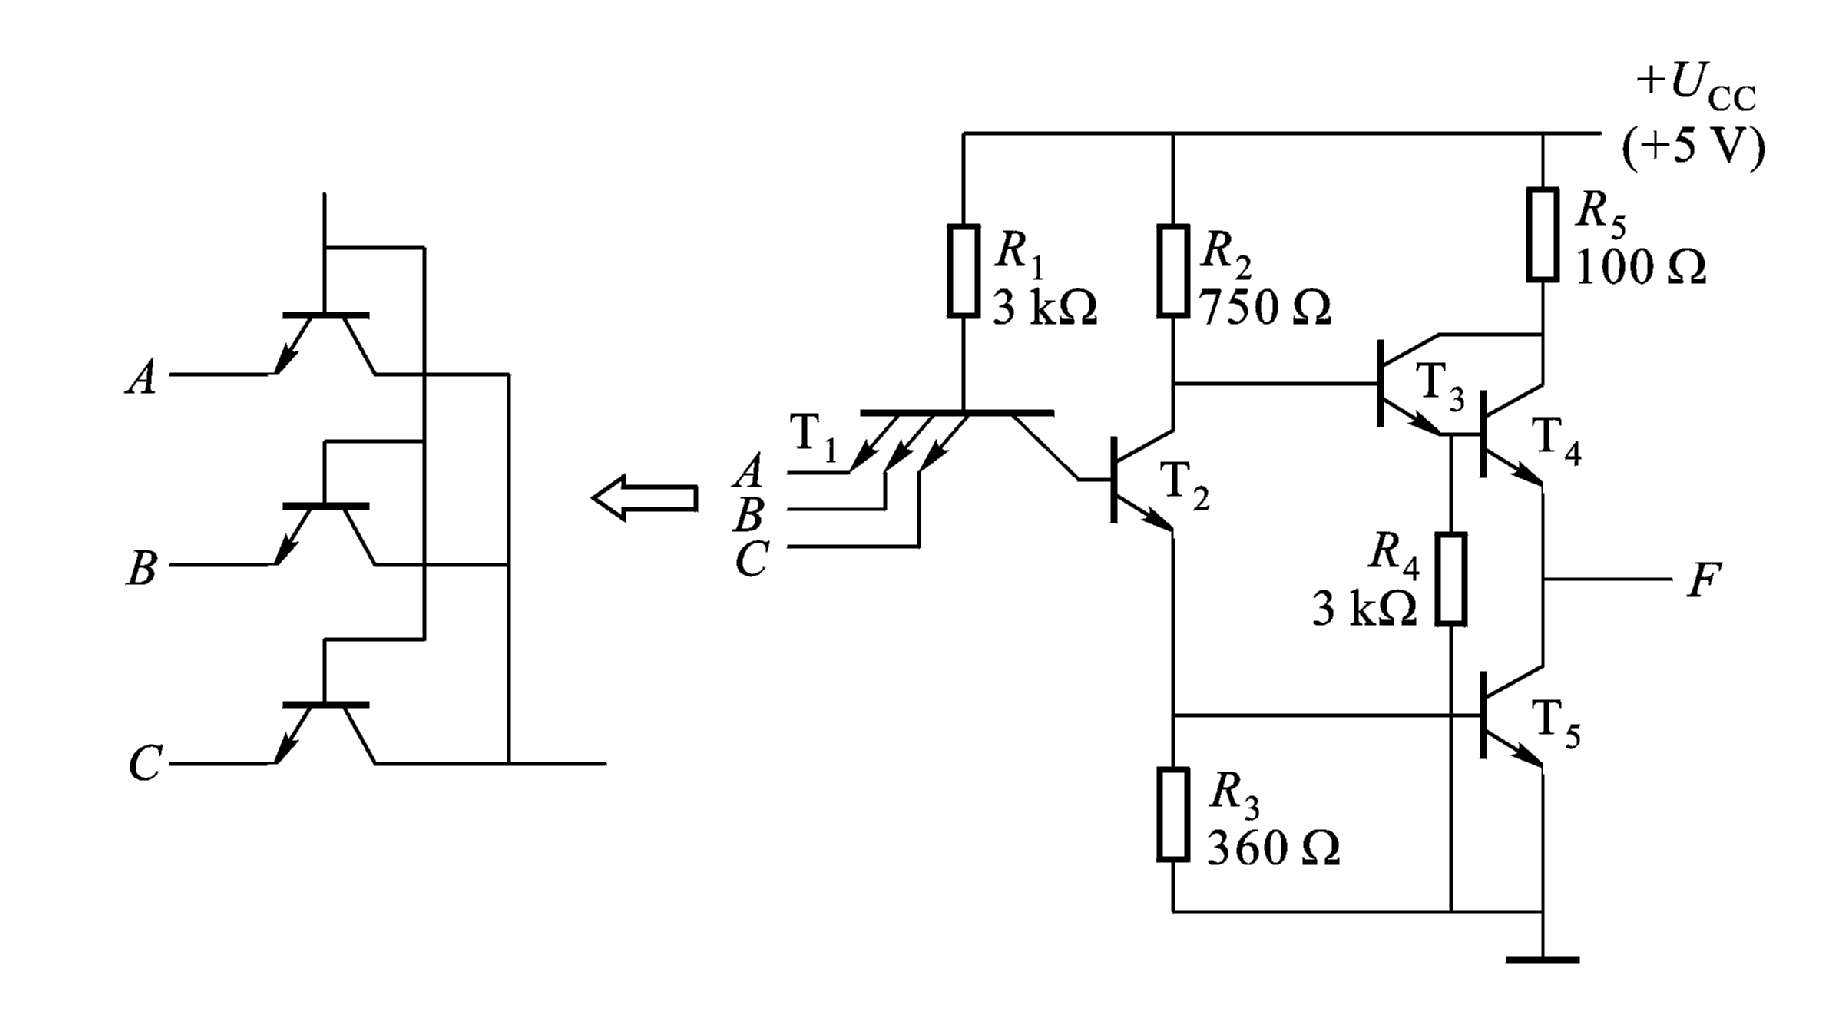 +U_CC
(+5 V)
R_5
100 Ω
R_1
3 kΩ
R_2
750 Ω
A
T_1
T_3
T_4
A
B
C
T_2
B
R_4
3 kΩ
F
T_5
C
R_3
360 Ω